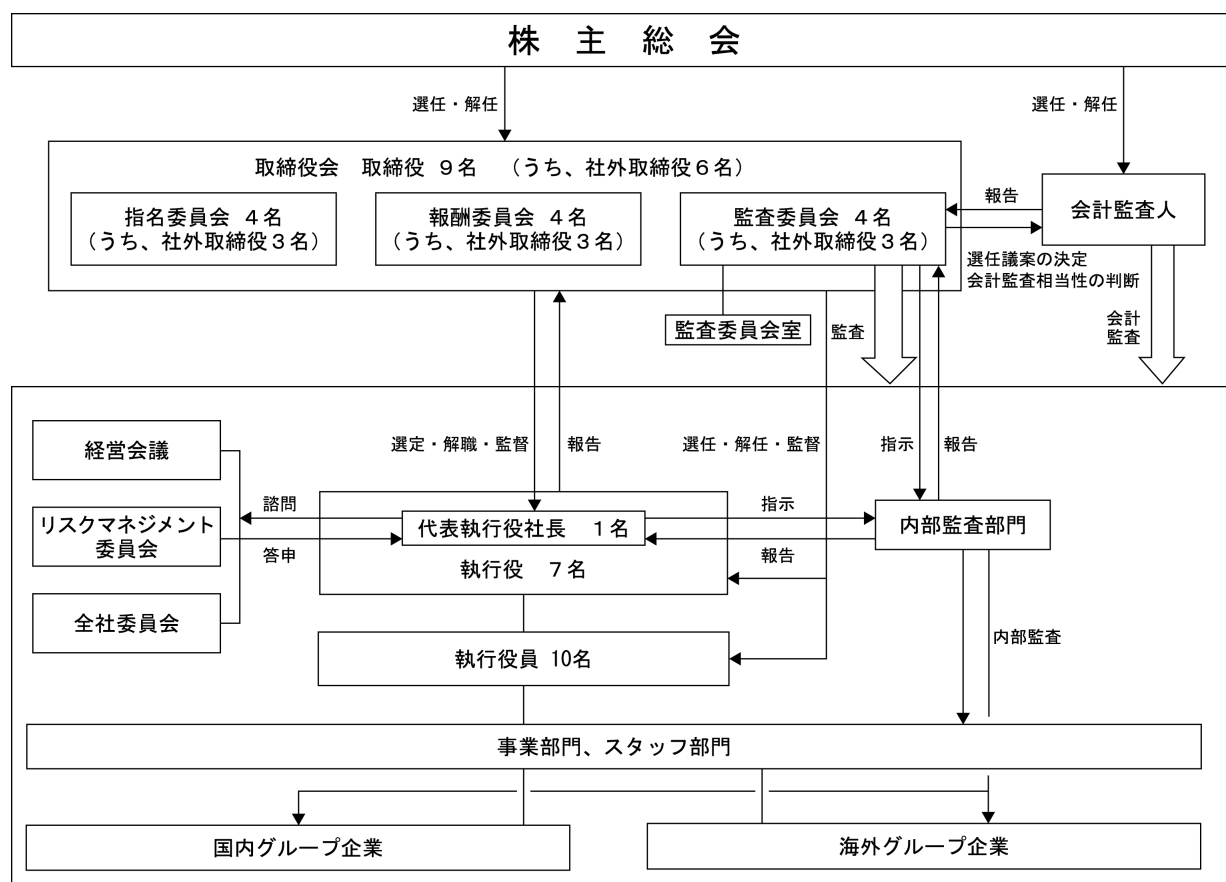 株 主 総 会
選任・解任
選任・解任
取締役会 取締役 9名 (うち、社外取締役6名)
指名委員会 4名
(うち、社外取締役3名)
報酬委員会 4名
(うち、社外取締役3名)
監査委員会 4名
(うち、社外取締役3名)
報告
会計監査人
選任議案の決定
会計監査相当性の判断
監査委員会室
監査
会計
監査
経営会議
選定・解職・監督
報告
選任・解任・監督
指示
報告
リスクマネジメント
委員会
諮問
答申
代表執行役社長 1名
執行役 7名
指示
報告
内部監査部門
全社委員会
執行役員 10名
内部監査
事業部門、スタッフ部門
国内グループ企業
海外グループ企業